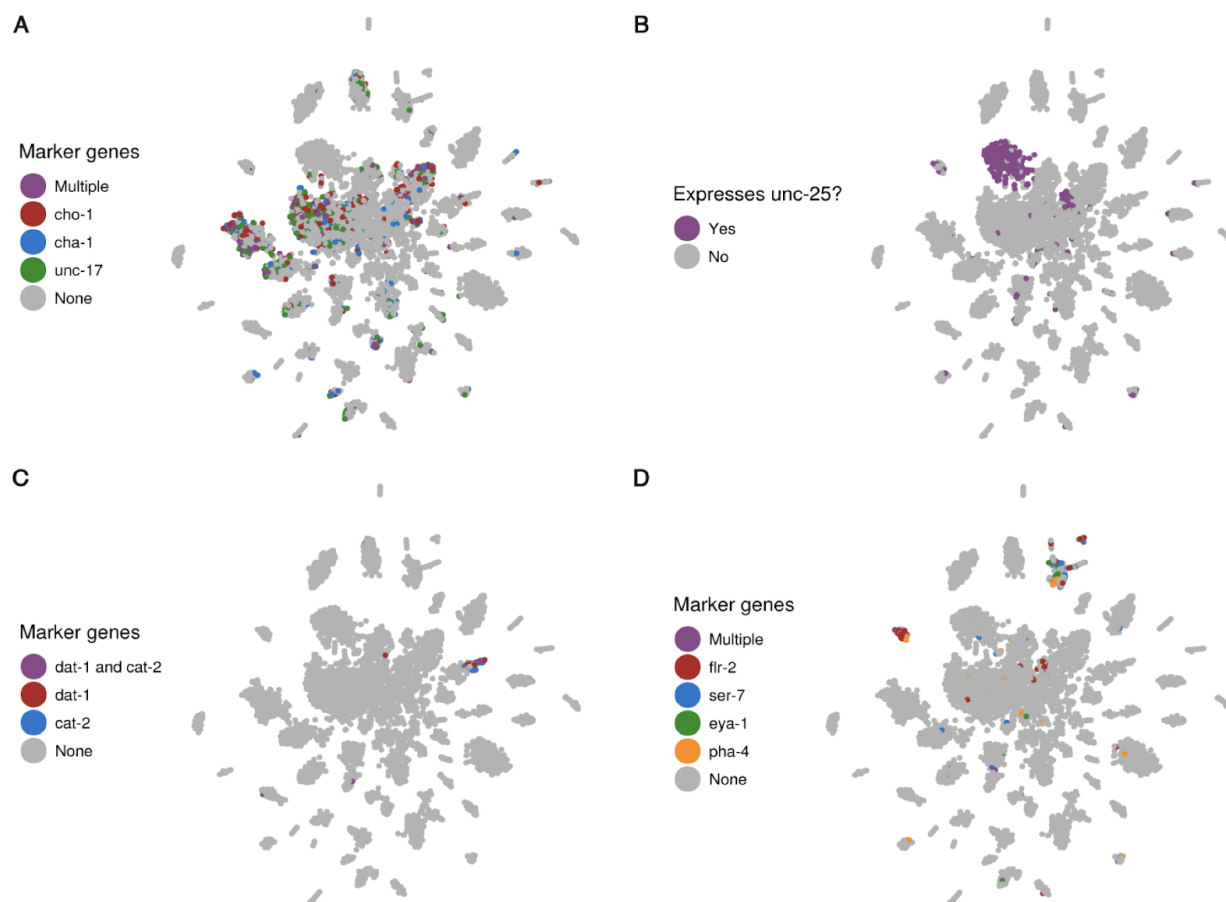 A
Marker genes
Multiple
cho-1
cha-1
unc-17
None
B
Expresses unc-25?
Yes
No
C
Marker genes
dat-1 and cat-2
dat-1
cat-2
None
D
Marker genes
Multiple
flr-2
ser-7
eya-1
pha-4
None